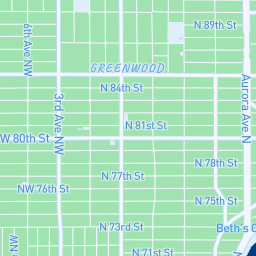 N 89th St
6th Ave NW
GREENWOOD
N 84th St
3rd Ave NW
Aurora Ave N
N 81st St
W 80th St
N 78th St
N 77th St
NW 76th St
N 75th St
N 73rd St
Beth's C
N 71st St
NW